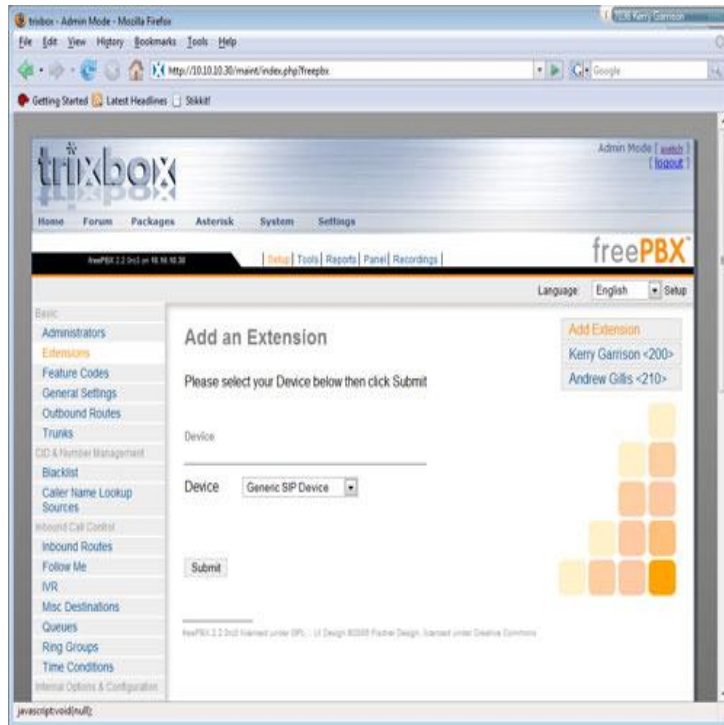 trixbox - Admin Mode - Mozilla Firefox
Kerry Garrison
File Edit View History Bookmarks Tools Help
http://10.10.10.30/maint/index.php?freepbx
Google
Getting Started Latest Headlines Stikkit!
trixbox
Admin Mode [ switch ]
[ logout ]
Home Forum Packages Asterisk System Settings
freePBX
Setup | Tools | Reports | Panel | Recordings |
freePBX
Language: English Setup
Basic
Administrators
Extensions
Feature Codes
General Settings
Outbound Routes
Trunks
CID & Number Management
Blacklist
Caller Name Lookup
Sources
Inbound Call Control
Inbound Routes
Follow Me
IVR
Misc Destinations
Queues
Ring Groups
Time Conditions
Internal Options & Configuration
Add an Extension
Please select your Device below then click Submit
Device
Device Generic SIP Device
Submit
Add Extension
Kerry Garrison <200>
Andrew Gillis <210>
javascript:void(null);